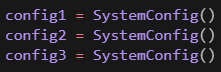 config1 = SystemConfig()
config2 = SystemConfig()
config3 = SystemConfig()